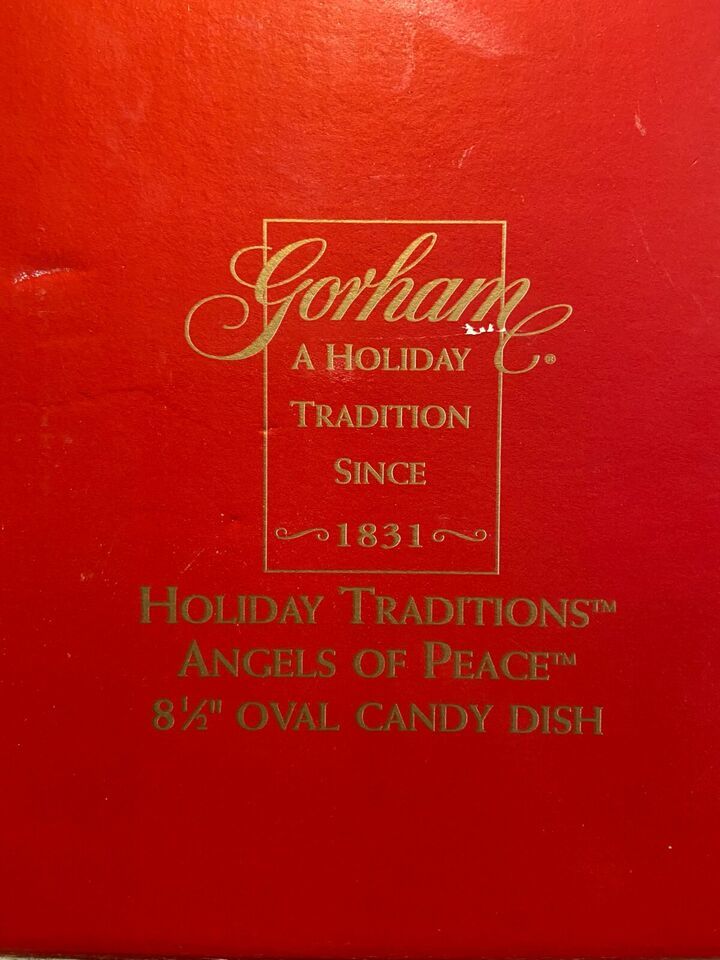 Gorham®
A HOLIDAY
TRADITION
SINCE
1831
HOLIDAY TRADITIONS™
ANGELS OF PEACE™
8½" OVAL CANDY DISH